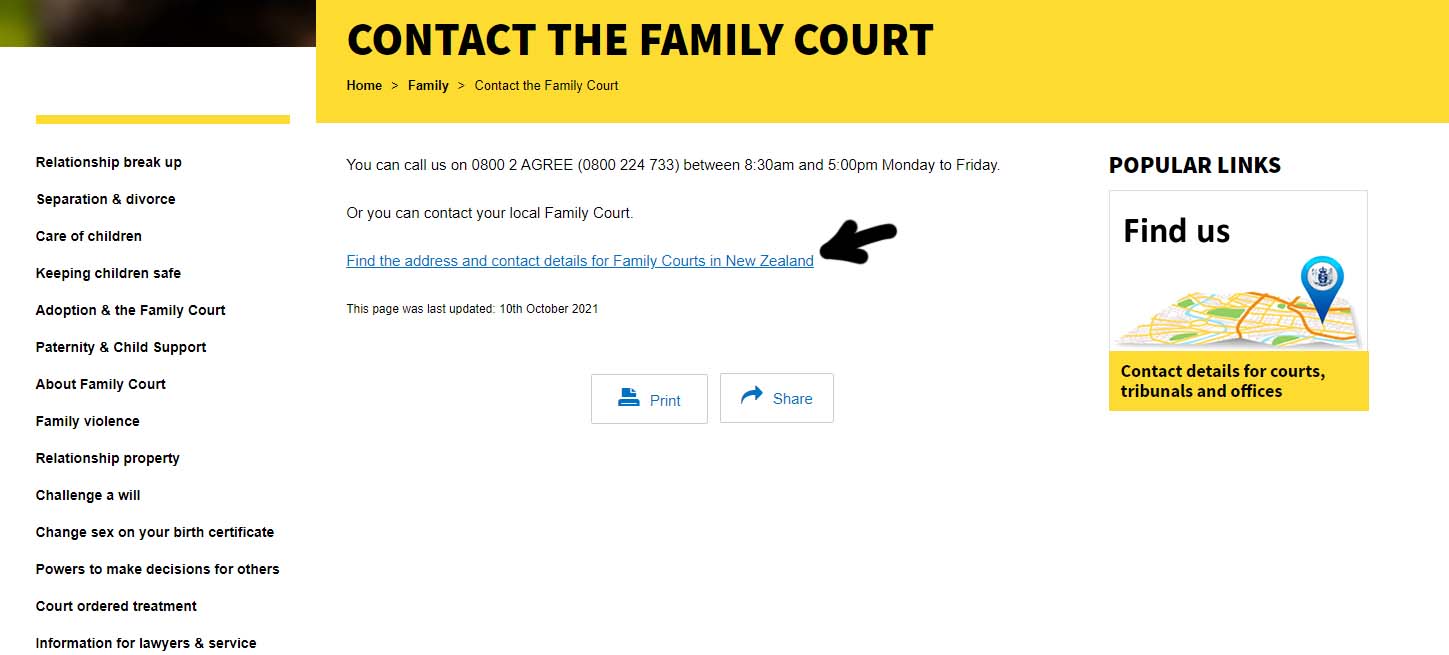 CONTACT THE FAMILY COURT
Home > Family > Contact the Family Court
Relationship break up
Separation & divorce
Care of children
Keeping children safe
Adoption & the Family Court
Paternity & Child Support
About Family Court
Family violence
Relationship property
Challenge a will
Change sex on your birth certificate
Powers to make decisions for others
Court ordered treatment
Information for lawyers & service
You can call us on 0800 2 AGREE (0800 224 733) between 8:30am and 5:00pm Monday to Friday.
Or you can contact your local Family Court.
Find the address and contact details for Family Courts in New Zealand
This page was last updated: 10th October 2021
Print
Share
POPULAR LINKS
Find us
Contact details for courts,
tribunals and offices